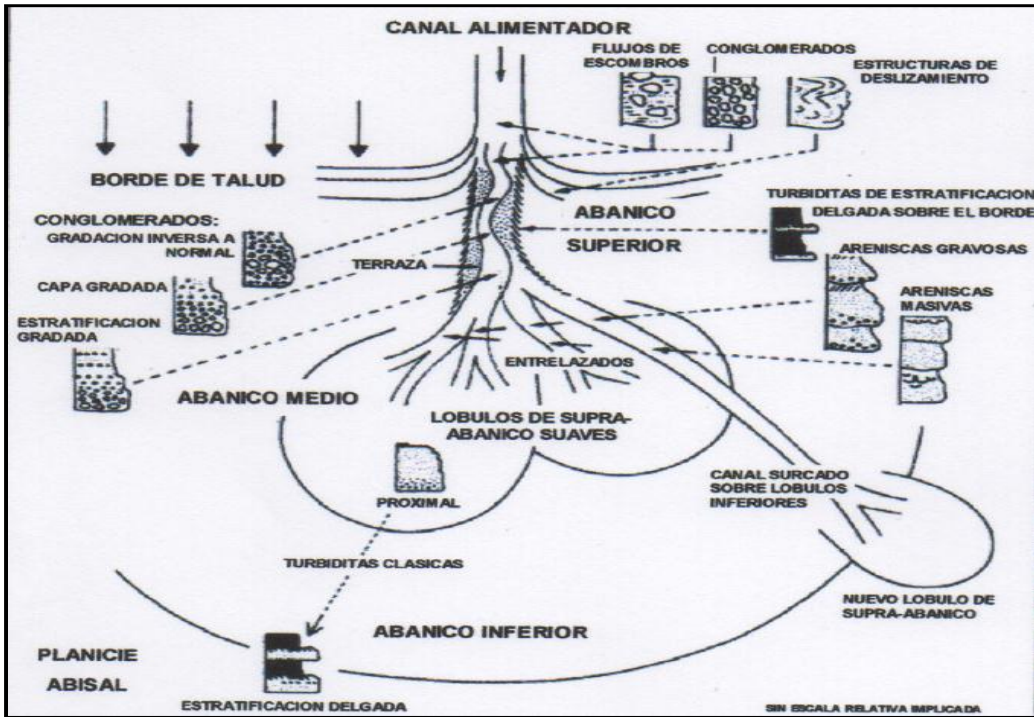 CANAL ALIMENTADOR
FLUJOS DE
ESCOMBROS
CONGLOMERADOS
ESTRUCTURAS DE
DESLIZAMIENTO
BORDE DE TALUD
CONGLOMERADOS:
GRADACION INVERSA A
NORMAL
CAPA GRADADA
ESTRATIFICACION
GRADADA
TERRAZA
ABANICO
SUPERIOR
TURBIDITAS DE ESTRATIFICACION
DELGADA SOBRE EL BORDE
ARENISCAS GRAVOSAS
ARENISCAS
MASIVAS
ENTRELAZADOS
ABANICO MEDIO
LOBULOS DE SUPRA-
ABANICO SUAVES
PROXIMAL
CANAL SURCADO
SOBRE LOBULOS
INFERIORES
TURBIDITAS CLASICAS
NUEVO LOBULO DE
SUPRA-ABANICO
ABANICO INFERIOR
PLANICIE
ABISAL
ESTRATIFICACION DELGADA
SIN ESCALA RELATIVA IMPLICADA